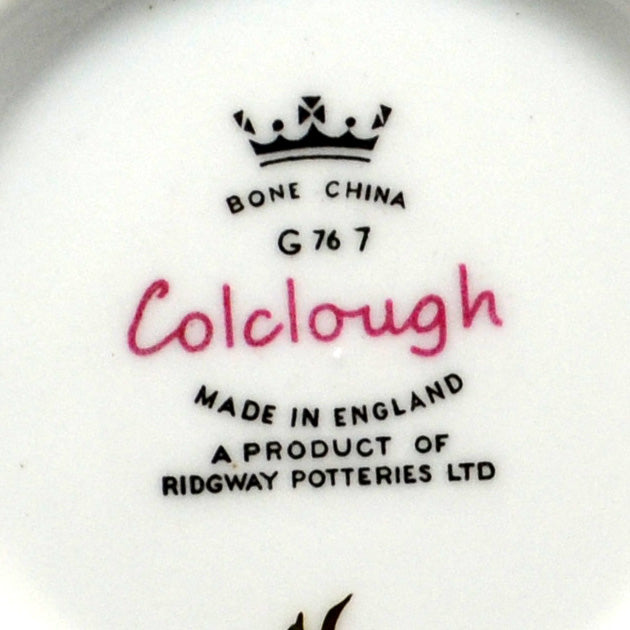 BONE CHINA
G 76 7
Colclough
MADE IN ENGLAND
A PRODUCT OF
RIDGWAY POTTERIES LTD